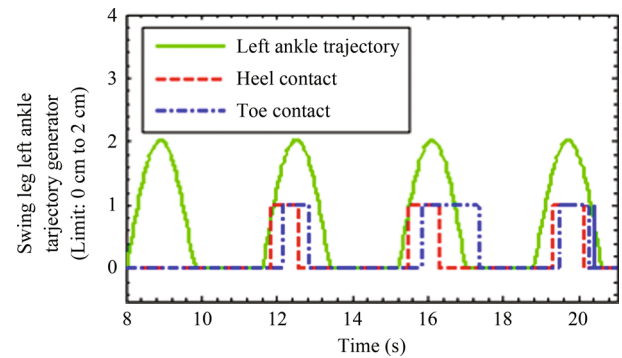 4
3
2
1
0
8
10
12
14
16
18
20
Swing leg left ankle
tarjectory generator
(Limit: 0 cm to 2 cm)
Left ankle trajectory
Heel contact
Toe contact
Time (s)